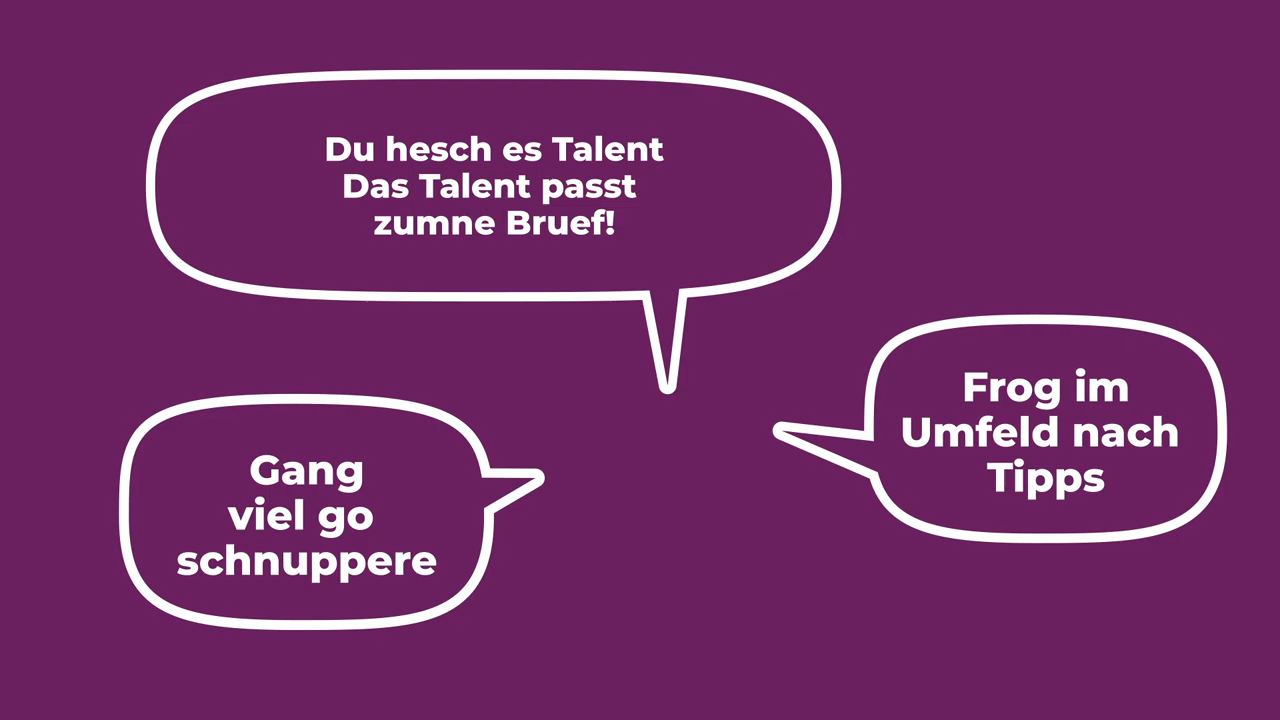 Du hesch es Talent
Das Talent passt
zumne Bruef!
Frog im
Umfeld nach
Tipps
Gang
viel go
schnuppere